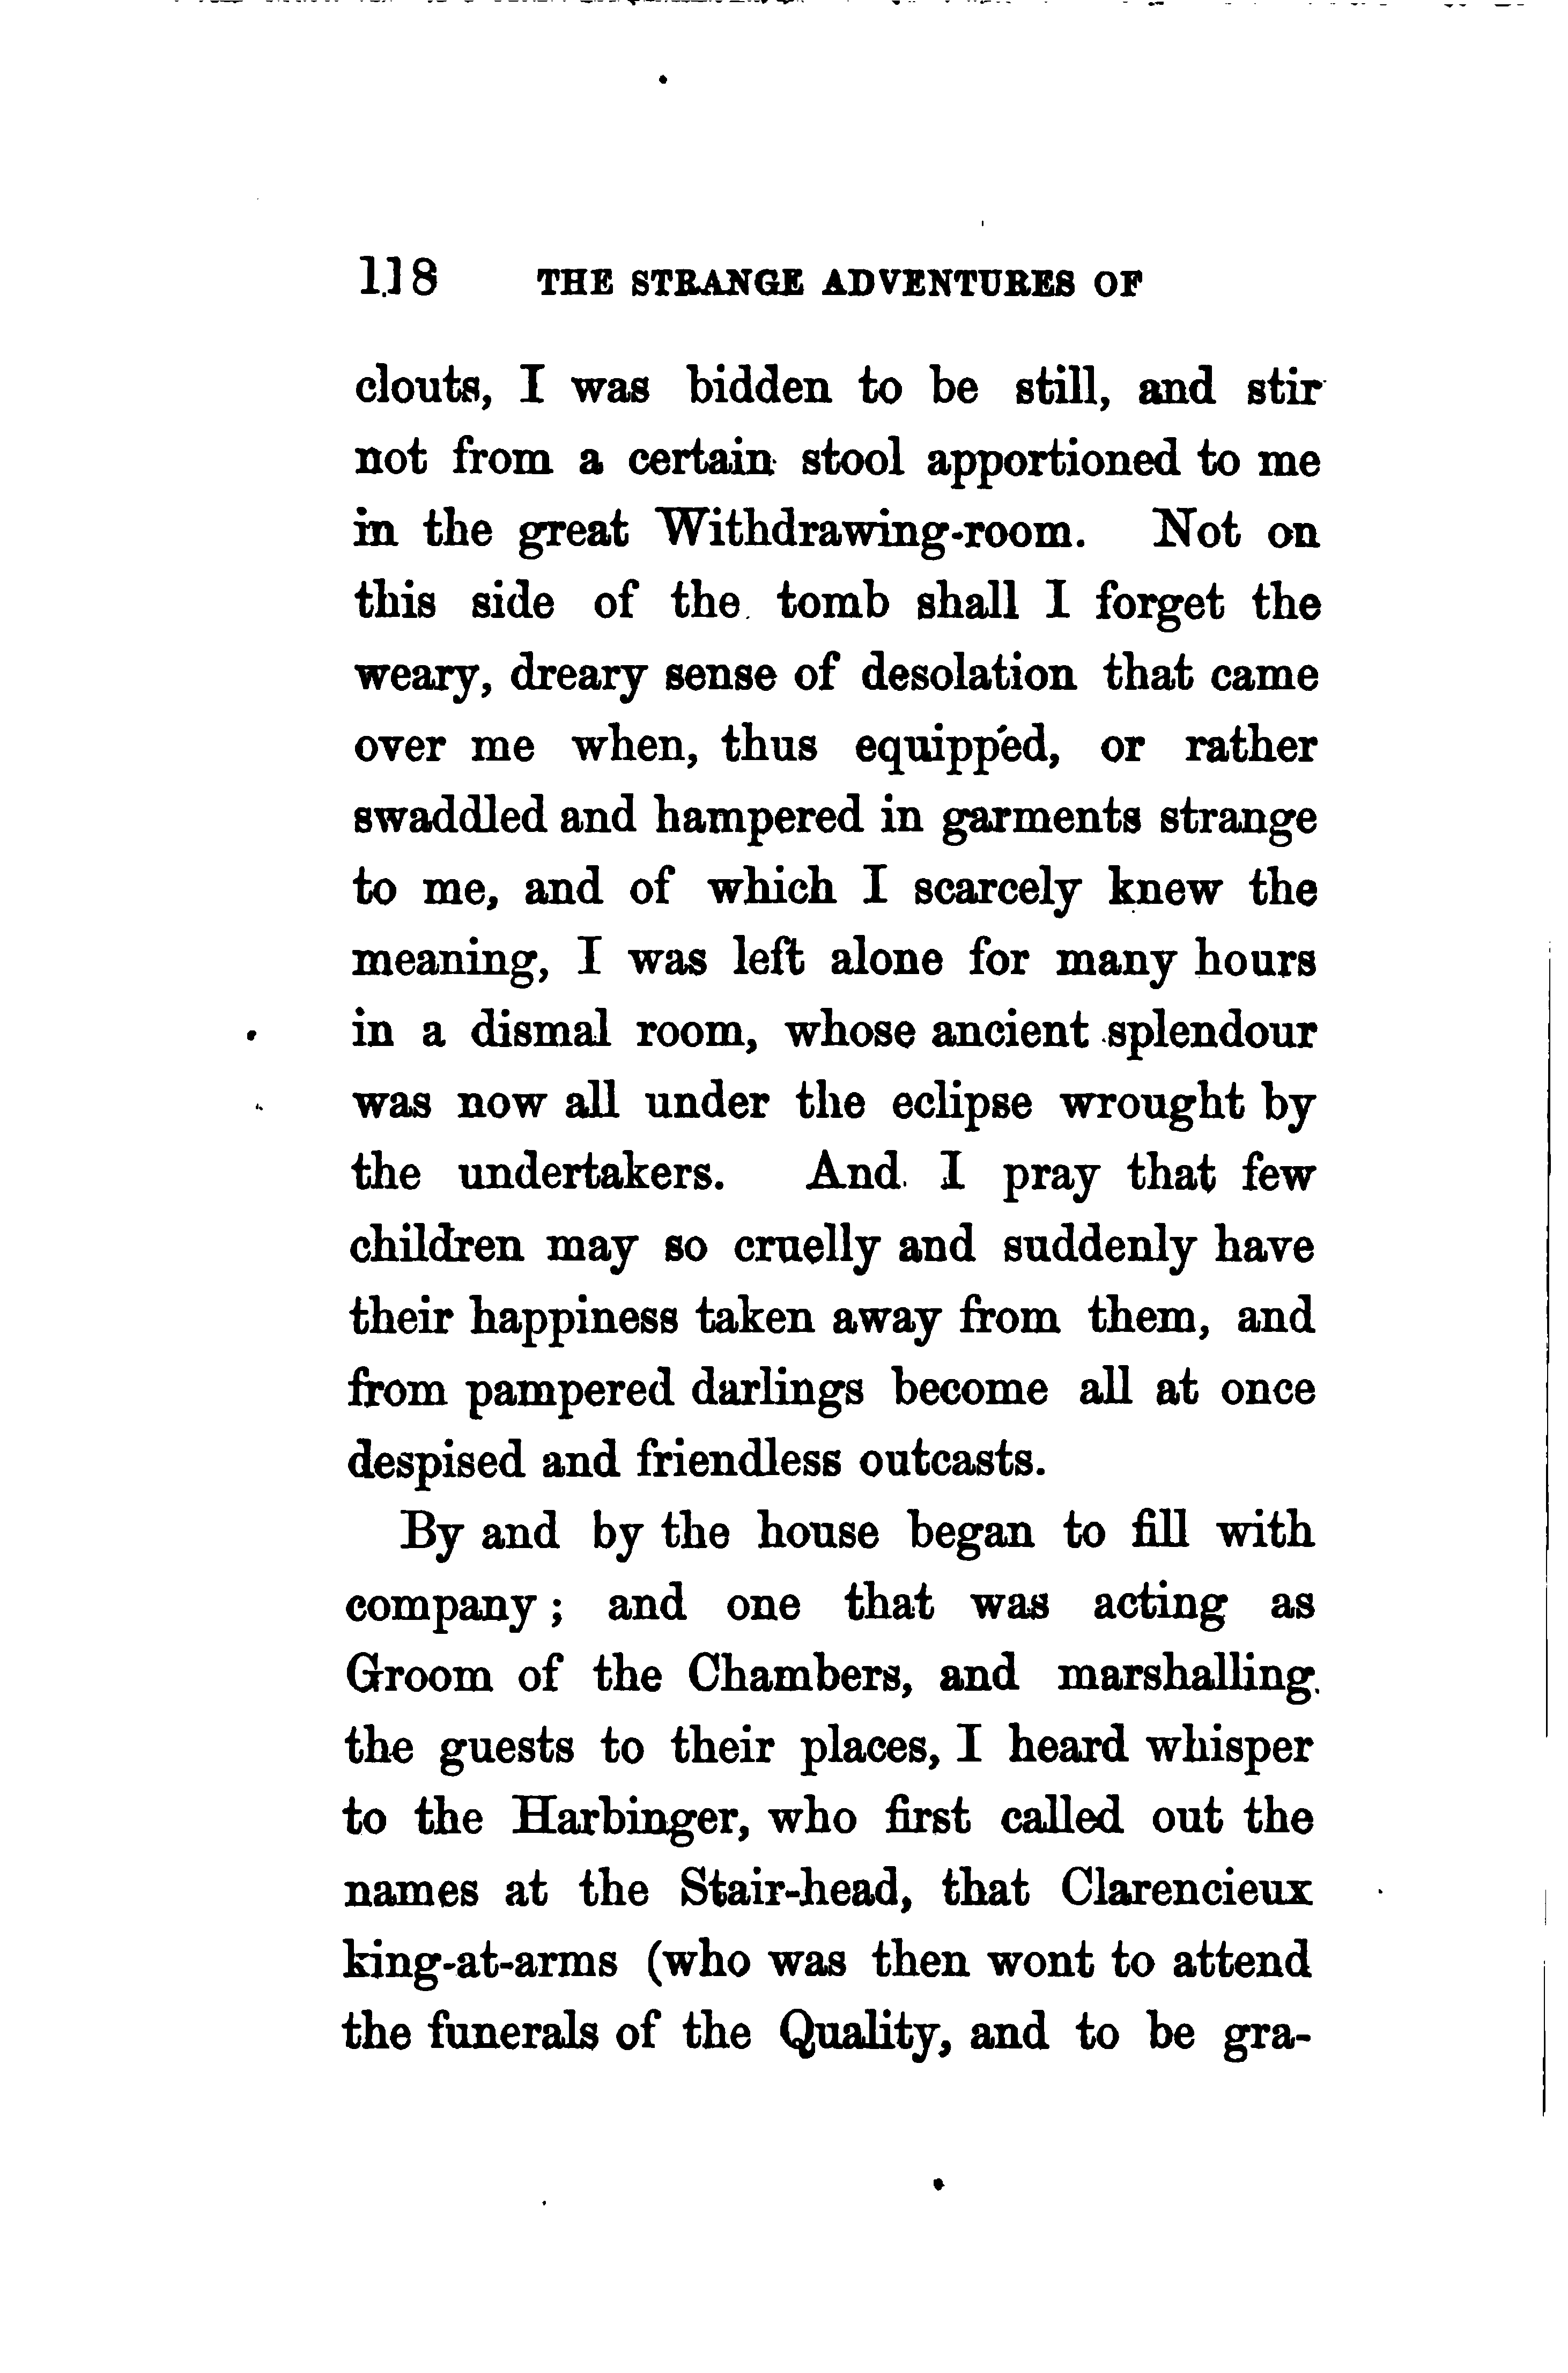 118 THE STRANGE ADVENTURES OF
clouts, I was bidden to be still, and stir
not from a certain stool apportioned to me
in the great Withdrawing-room. Not on
this side of the tomb shall I forget the
weary, dreary sense of desolation that came
over me when, thus equipped, or rather
swaddled and hampered in garments strange
to me, and of which I scarcely knew the
meaning, I was left alone for many hours
in a dismal room, whose ancient splendour
was now all under the eclipse wrought by
the undertakers. And I pray that few
children may so cruelly and suddenly have
their happiness taken away from them, and
from pampered darlings become all at once
despised and friendless outcasts.
By and by the house began to fill with
company; and one that was acting as
Groom of the Chambers, and marshalling
the guests to their places, I heard whisper
to the Harbinger, who first called out the
names at the Stair-head, that Clarencieux
king-at-arms (who was then wont to attend
the funerals of the Quality, and to be gra-